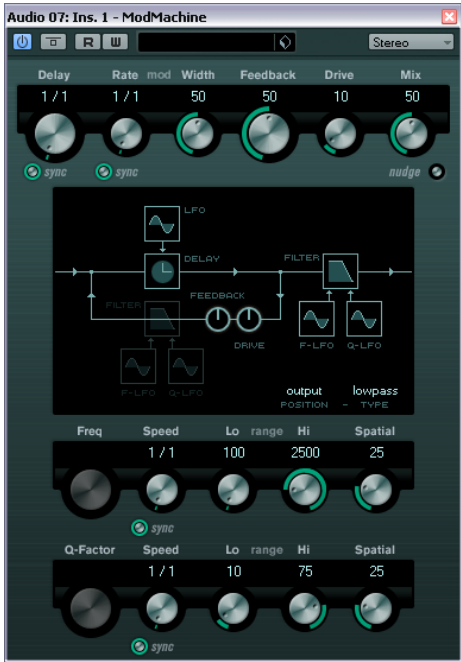 Audio 07: Ins. 1 - ModMachine
R W Stereo
Delay Rate mod Width Feedback Drive Mix
1/1 1/1 50 50 10 50
sync sync nudge
LFO
DELAY FILTER
FILTER FEEDBACK
DRIVE F-LFO Q-LFO
F-LFO Q-LFO
output lowpass
POSITION - TYPE
Freq Speed Lo range Hi Spatial
1/1 100 2500 25
sync
Q-Factor Speed Lo range Hi Spatial
1/1 10 75 25
sync